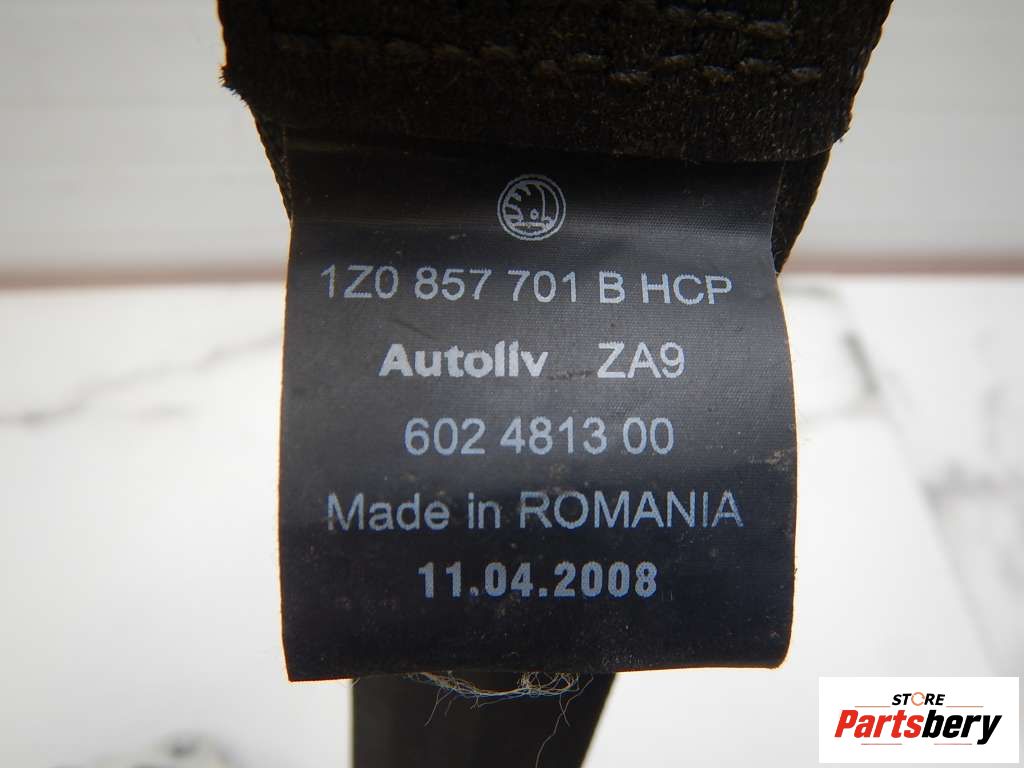 1Z0 857 701 B HCP
Autoliv ZA9
602 4813 00
Made in ROMANIA
11.04.2008
STORE
Partsbery